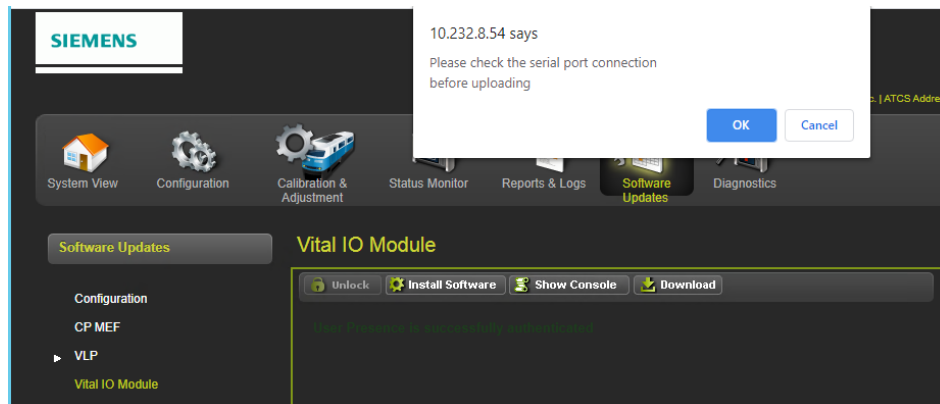 SIEMENS
10.232.8.54 says
Please check the serial port connection
before uploading
OK
Cancel
c. | ATCS Addre
System View
Configuration
Calibration &
Adjustment
Status Monitor
Reports & Logs
Software
Updates
Diagnostics
Software Updates
Vital IO Module
Unlock
Install Software
Show Console
Download
Configuration
User Presence is successfully authenticated.
CP MEF
VLP
Vital IO Module